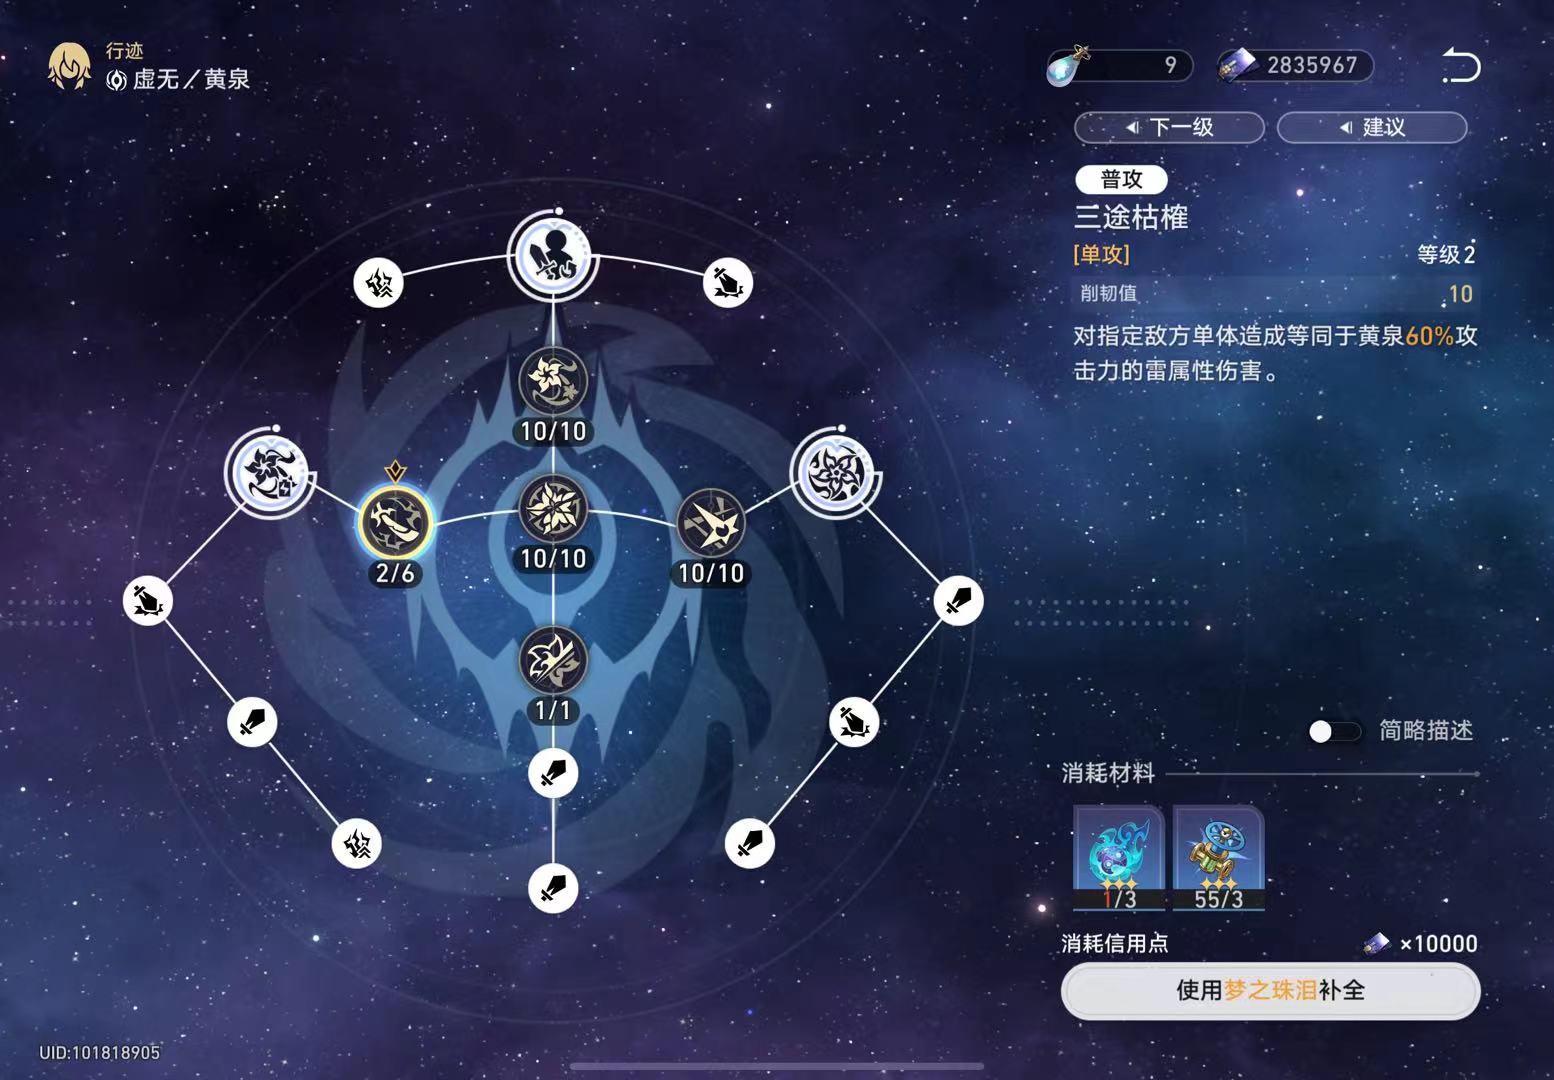 行迹
虚无／黄泉
9
2835967
下一级
建议
普攻
三途枯榷
[单攻]
等级2
削韧值
10
对指定敌方单体造成等同于黄泉60%攻
击力的雷属性伤害。
10/10
2/6
10/10
10/10
1/1
简略描述
消耗材料
1/3
55/3
消耗信用点
×10000
使用梦之珠泪补全
UID:101818905